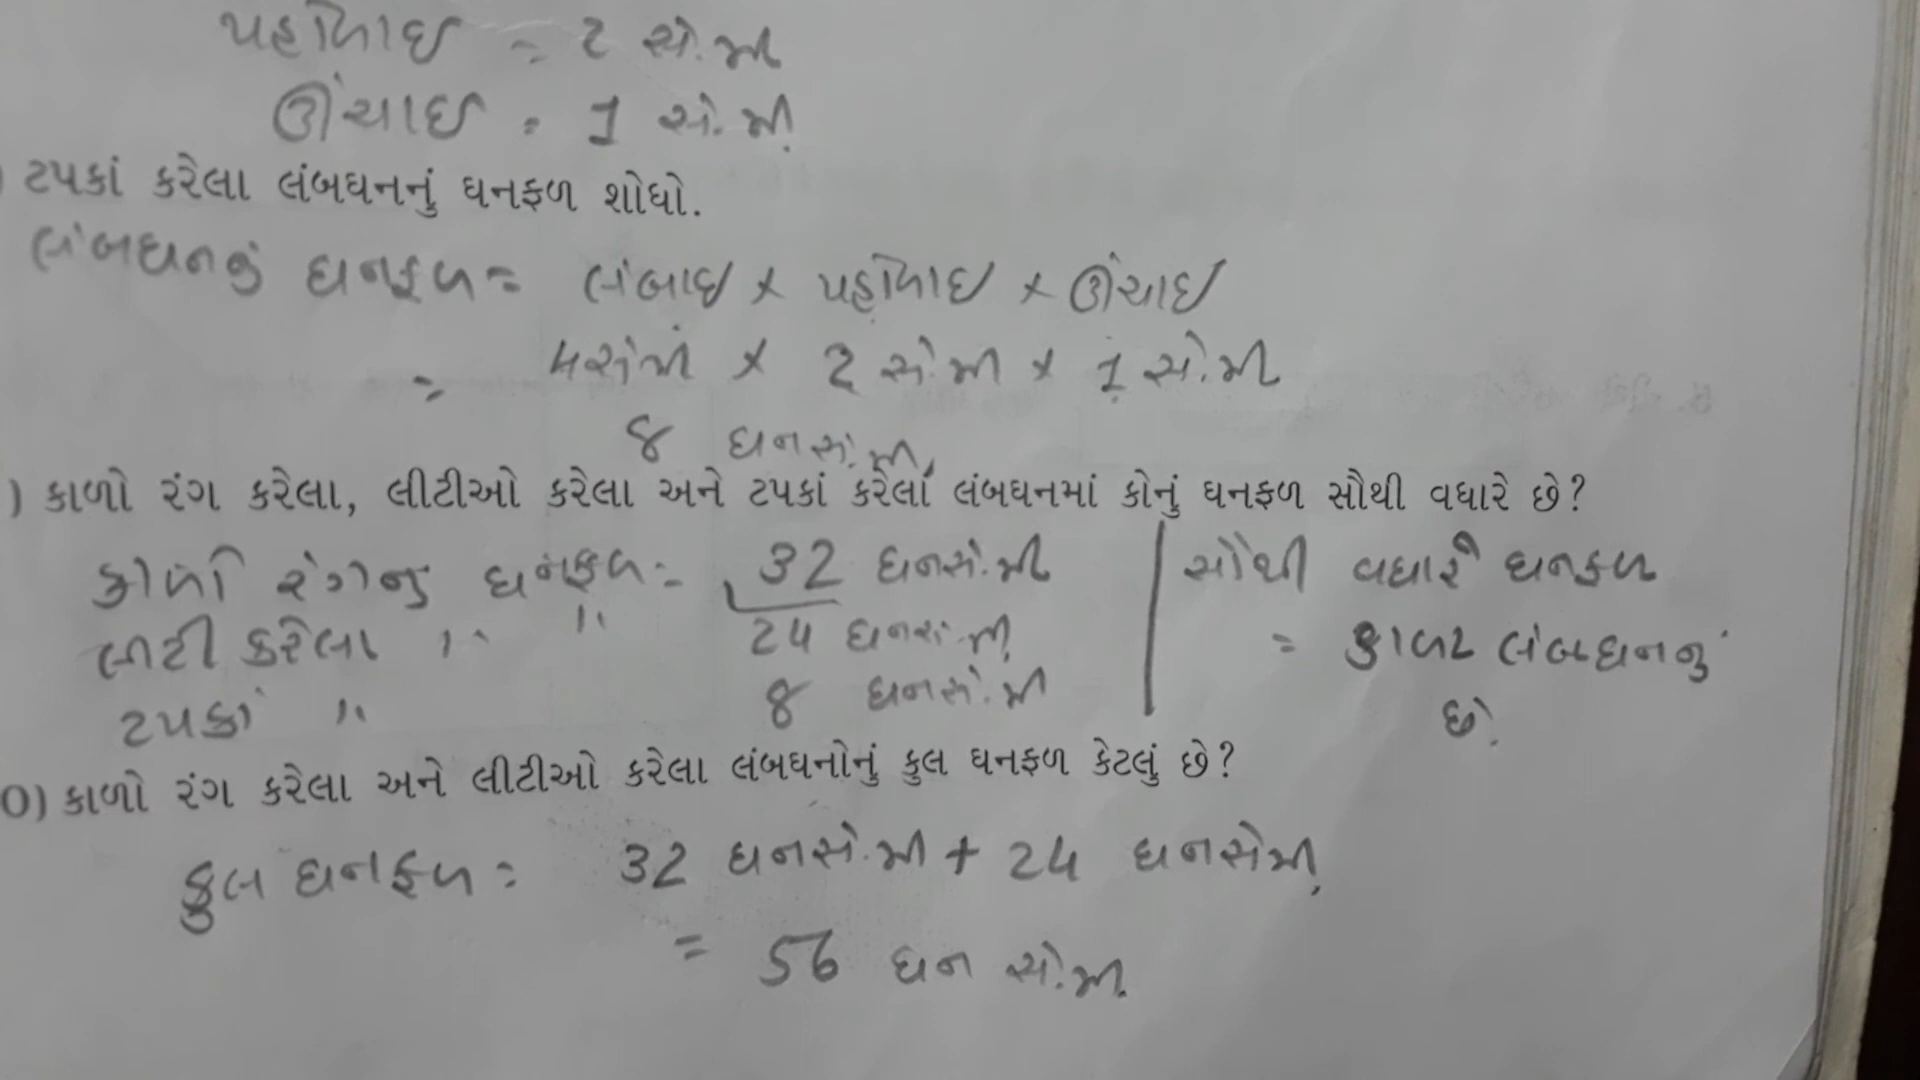 પહોળાઈ = 2 સે.મી
ઊંચાઈ = 1 સે.મી.
) ટપકાં કરેલા લંબઘનનું ઘનફળ શોધો.
લંબઘનનું ઘનફળ = લંબાઈ × પહોળાઈ × ઊંચાઈ
= 4સેમી × 2 સે.મી × 1 સે.મી
8 ઘન સે.મી.
) કાળો રંગ કરેલા, લીટીઓ કરેલા અને ટપકાં કરેલા લંબઘનમાં કોનું ઘનફળ સૌથી વધારે છે?
કાળા રંગનુ ઘનફળ = 32 ઘનસે.મી
લીટી કરેલા " " 24 ઘનસે.મી.
ટપકાં " 8 ઘનસે.મી
સૌથી વધારે ઘનફળ
= લંબઘનનું
છે.
0) કાળો રંગ કરેલા અને લીટીઓ કરેલા લંબઘનોનું કુલ ઘનફળ કેટલું છે?
કુલ ઘનફળ = 32 ઘનસે.મી + 24 ઘનસેમી.
= 56 ઘન સે.મી.